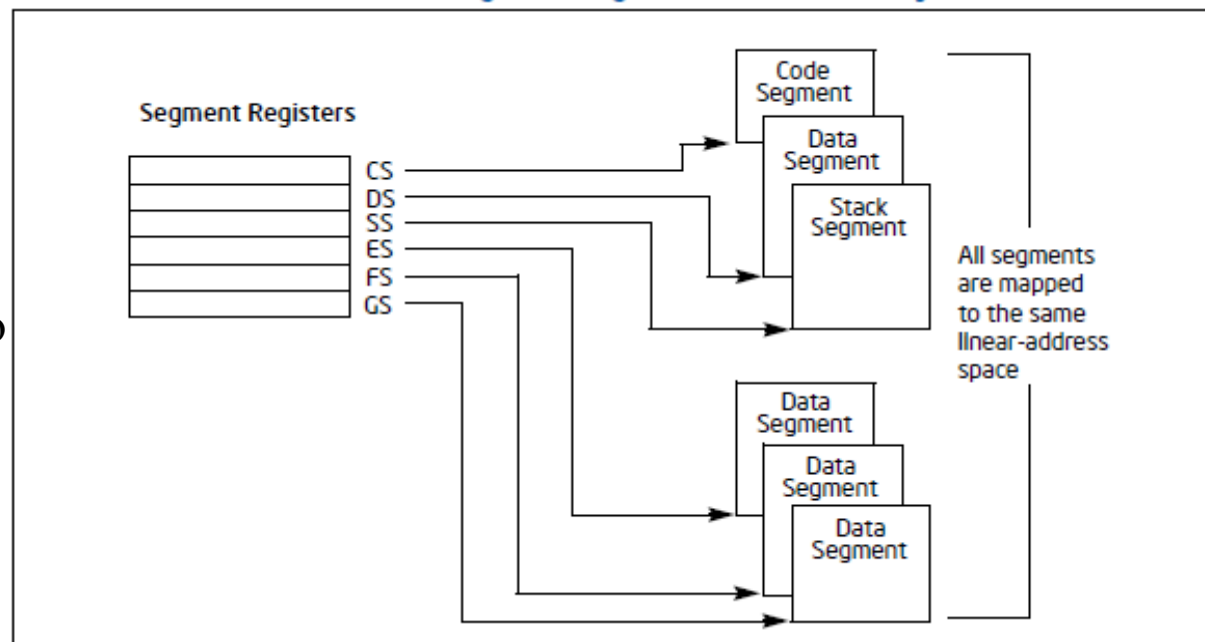 Segment Registers
CS
DS
SS
ES
FS
GS
Code
Segment
Data
Segment
Stack
Segment
Data
Segment
Data
Segment
Data
Segment
All segments
are mapped
to the same
linear-address
space